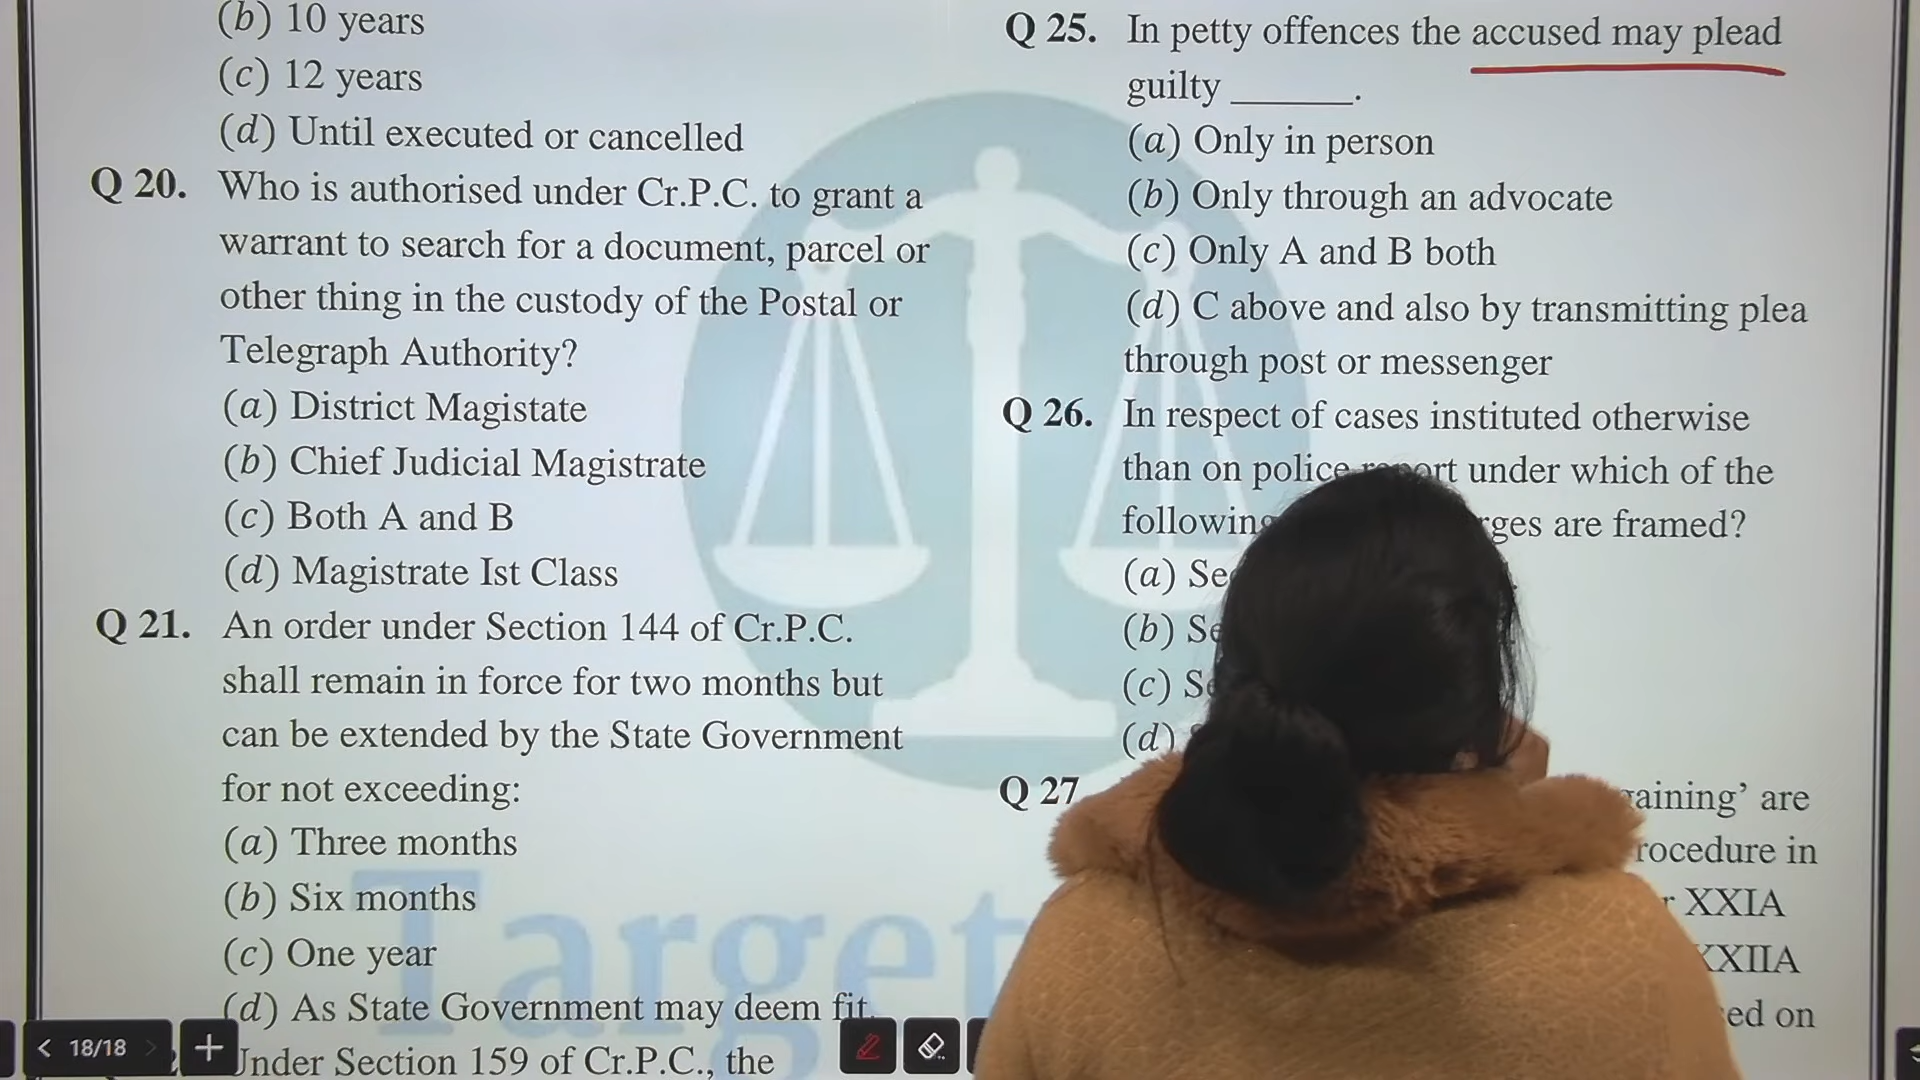 (b) 10 years
(c) 12 years
(d) Until executed or cancelled
Q 20. Who is authorised under Cr.P.C. to grant a
warrant to search for a document, parcel or
other thing in the custody of the Postal or
Telegraph Authority?
(a) District Magistate
(b) Chief Judicial Magistrate
(c) Both A and B
(d) Magistrate Ist Class
Q 21. An order under Section 144 of Cr.P.C.
shall remain in force for two months but
can be extended by the State Government
for not exceeding:
(a) Three months
(b) Six months
(c) One year
(d) As State Government may deem fit
Under Section 159 of Cr.P.C., the
Q 25. In petty offences the accused may plead
guilty ______.
(a) Only in person
(b) Only through an advocate
(c) Only A and B both
(d) C above and also by transmitting plea
through post or messenger
Q 26. In respect of cases instituted otherwise
than on police report under which of the
following are framed?
(a)
(b)
(c)
(d)
Q 27 are
in
XXIA
XXIIA
on
Target
18/18